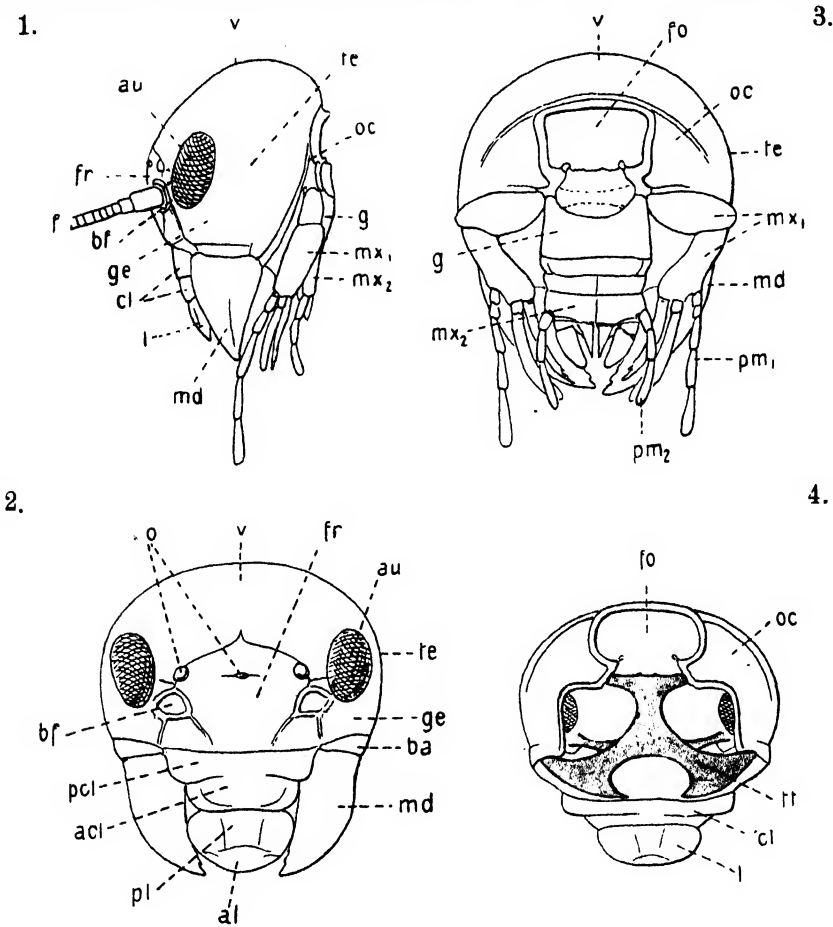 1.
v
te
au
oc
fr
f
bf
g
ge
mx1
cl
mx2
l
md
3.
v
fo
oc
te
mx1
g
md
mx2
pm1
pm2
2.
o
v
fr
au
te
bf
ge
ba
pcl
acl
md
pl
al
4.
fo
oc
tt
cl
l